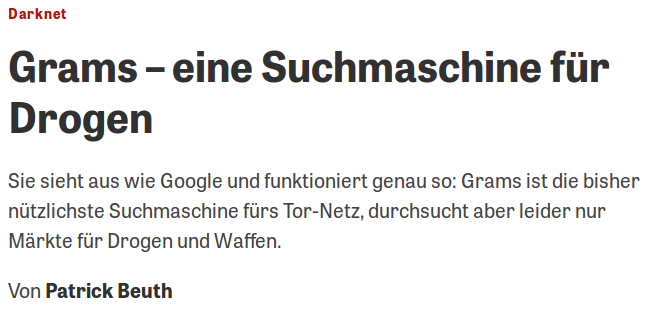 Darknet
Grams – eine Suchmaschine für
Drogen
Sie sieht aus wie Google und funktioniert genau so: Grams ist die bisher
nützlichste Suchmaschine fürs Tor-Netz, durchsucht aber leider nur
Märkte für Drogen und Waffen.
Von Patrick Beuth